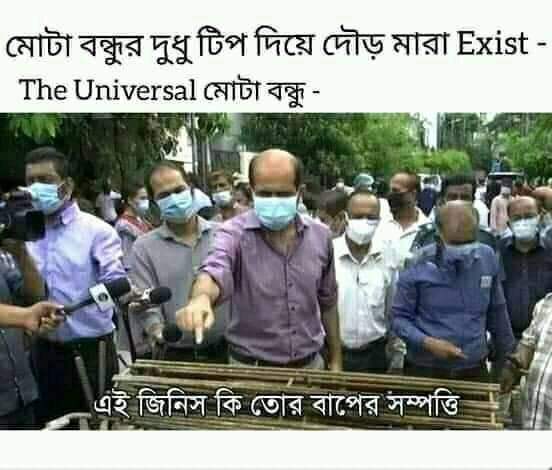 মোটা বন্ধুর দুধু টিপ দিয়ে দৌড় মারা Exist -
The Universal মোটা বন্ধু -
এই জিনিস কি তোর বাপের সম্পত্তি